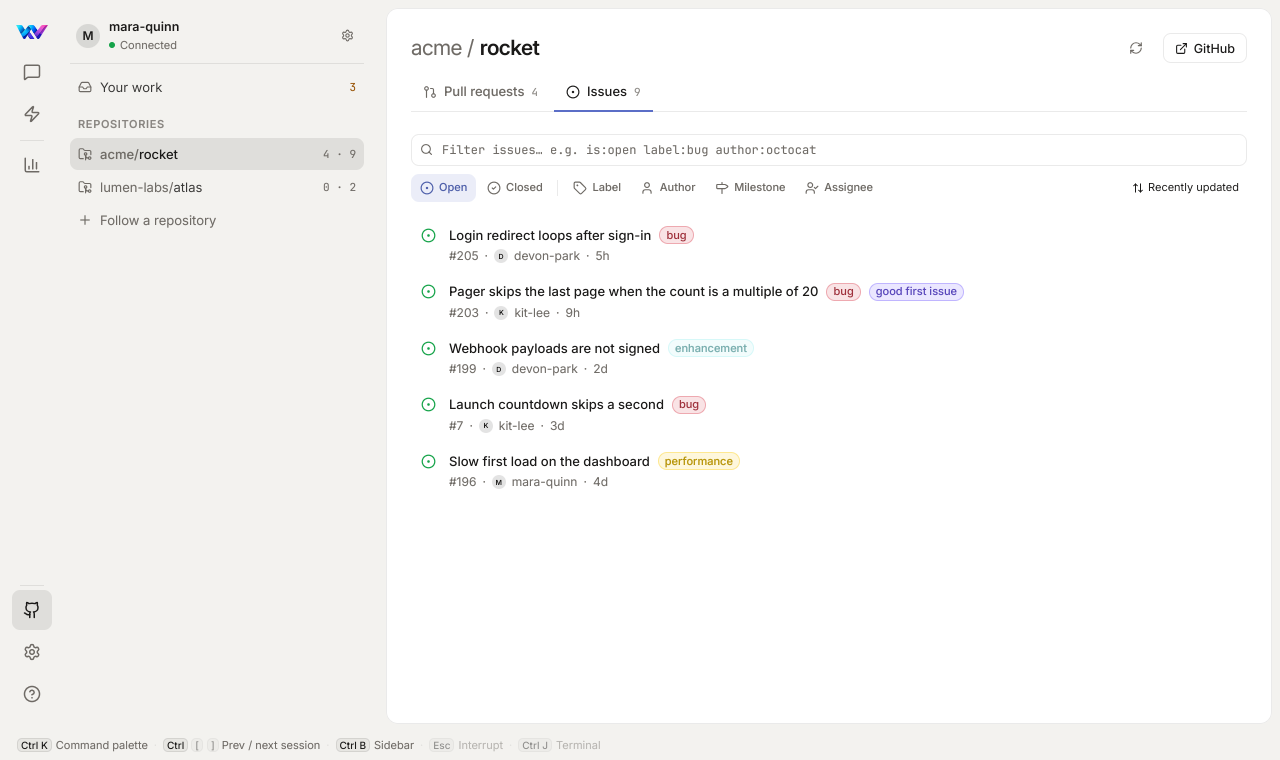 M
mara-quinn
Connected
Your work 3
REPOSITORIES
acme/rocket 4 · 9
lumen-labs/atlas 0 · 2
Follow a repository
acme / rocket
GitHub
Pull requests 4
Issues 9
Filter issues… e.g. is:open label:bug author:octocat
Open Closed Label Author Milestone Assignee Recently updated
Login redirect loops after sign-in bug
#205 · D devon-park · 5h
Pager skips the last page when the count is a multiple of 20 bug good first issue
#203 · K kit-lee · 9h
Webhook payloads are not signed enhancement
#199 · D devon-park · 2d
Launch countdown skips a second bug
#7 · K kit-lee · 3d
Slow first load on the dashboard performance
#196 · M mara-quinn · 4d
Ctrl K Command palette · Ctrl [ ] Prev / next session · Ctrl B Sidebar · Esc Interrupt · Ctrl J Terminal